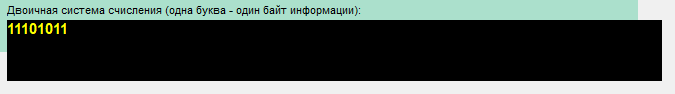 Двоичная система счисления (одна буква - один байт информации):
11101011